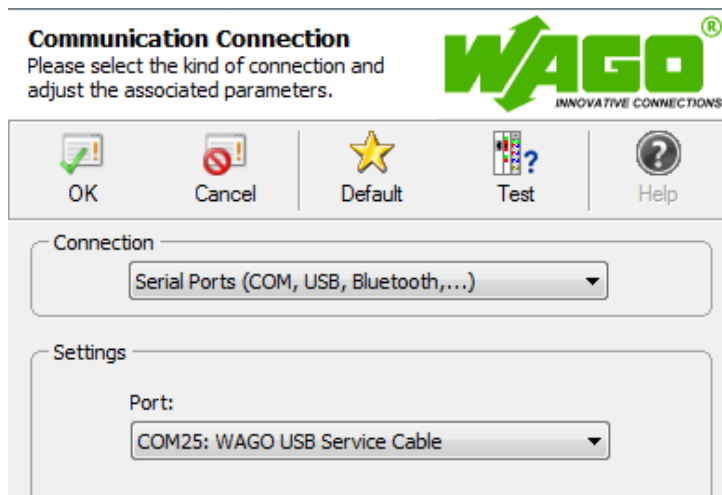 Communication Connection
Please select the kind of connection and
adjust the associated parameters.
WAGO®
INNOVATIVE CONNECTIONS
OK Cancel Default Test Help
Connection
Serial Ports (COM, USB, Bluetooth,...)
Settings
Port:
COM25: WAGO USB Service Cable